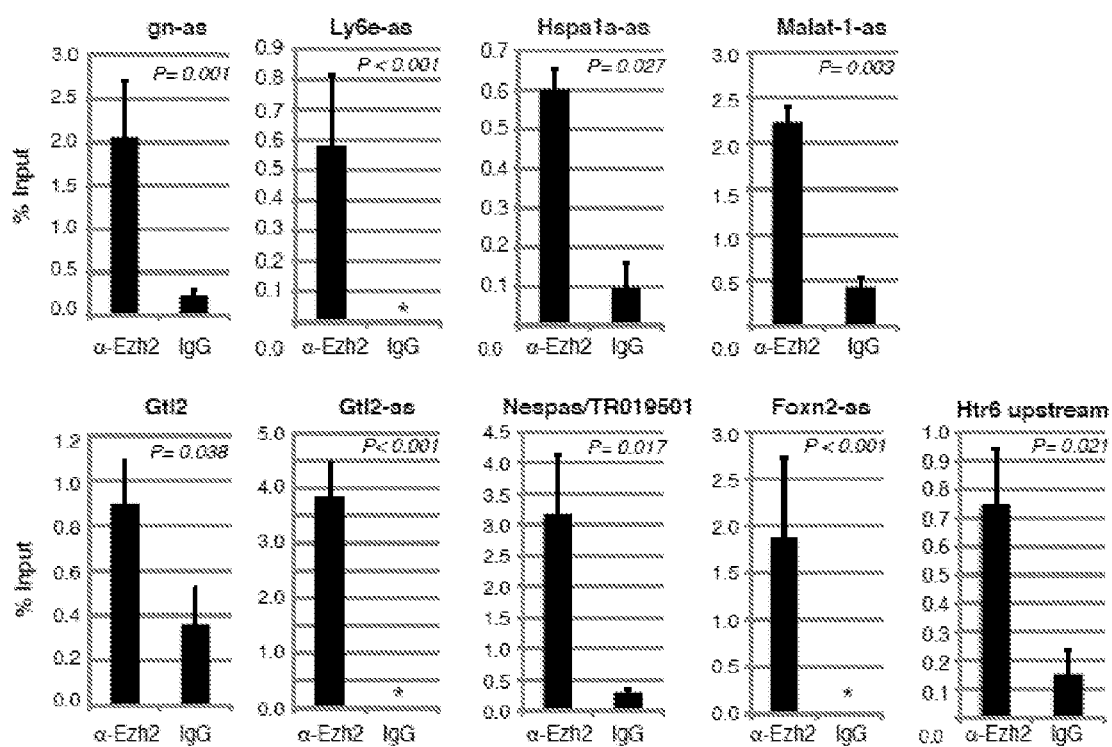 gn-as
3.0
2.5
2.0
1.5
1.0
0.5
0.0
P= 0.001
% Input
α-Ezh2 IgG
Ly6e-as
0.9
0.8
0.7
0.6
0.5
0.4
0.3
0.2
0.1
0.0
P < 0.001
*
α-Ezh2 IgG
Hspa1a-as
0.7
0.6
0.5
0.4
0.3
0.2
0.1
0.0
P= 0.027
α-Ezh2 IgG
Malat-1-as
3.0
2.5
2.0
1.5
1.0
0.5
0.0
P= 0.003
α-Ezh2 IgG
Gtl2
1.2
1.0
0.8
0.6
0.4
0.2
0.0
P= 0.038
% Input
α-Ezh2 IgG
Gtl2-as
5.0
4.0
3.0
2.0
1.0
0.0
P< 0.001
*
α-Ezh2 IgG
Nespas/TR019501
4.5
4.0
3.5
3.0
2.5
2.0
1.5
1.0
0.5
0.0
P= 0.017
α-Ezh2 IgG
Foxn2-as
3.0
2.5
2.0
1.5
1.0
0.5
0.0
P < 0.001
*
α-Ezh2 IgG
Htr6 upstream
1.0
0.9
0.8
0.7
0.6
0.5
0.4
0.3
0.2
0.1
0.0
P= 0.021
α-Ezh2 IgG